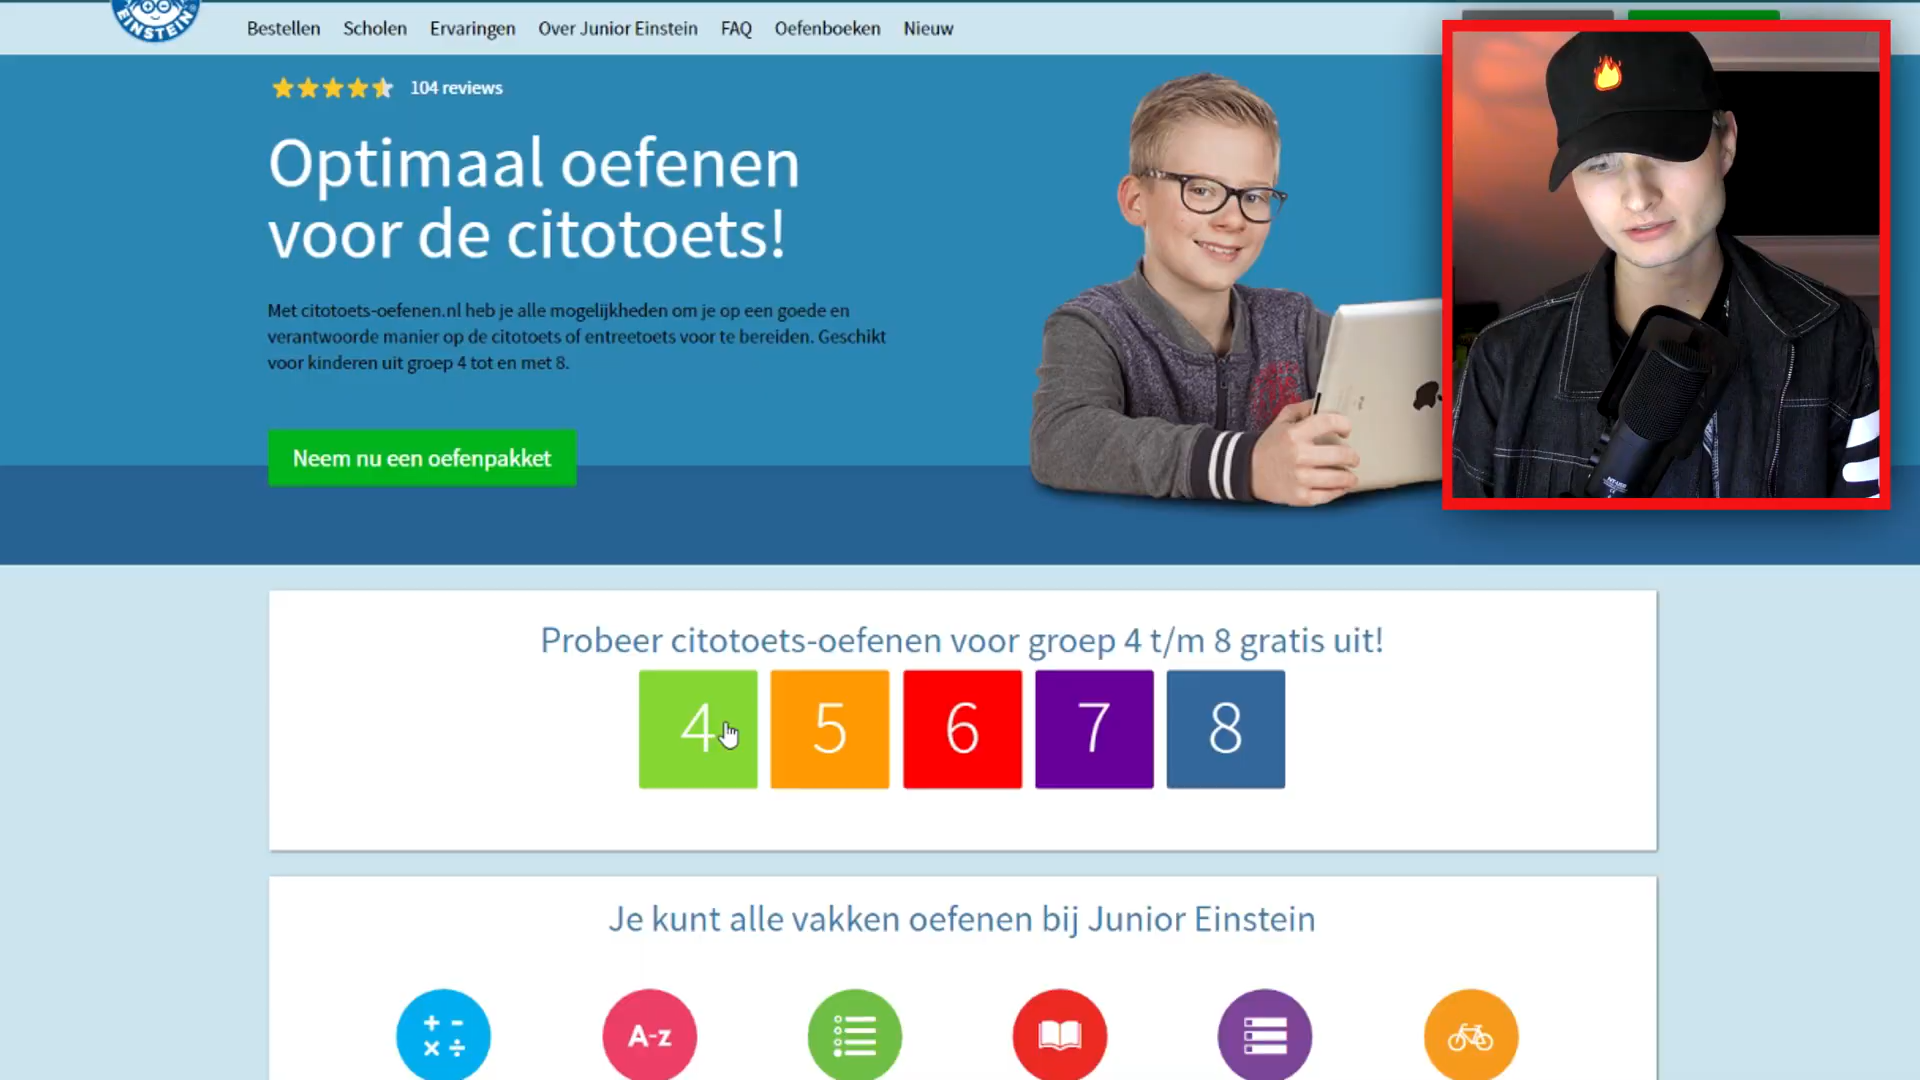 EINSTEIN
Bestellen Scholen Ervaringen Over Junior Einstein FAQ Oefenboeken Nieuw
104 reviews
Optimaal oefenen
voor de citotoets!
Met citotoets-oefenen.nl heb je alle mogelijkheden om je op een goede en
verantwoorde manier op de citotoets of entreetoets voor te bereiden. Geschikt
voor kinderen uit groep 4 tot en met 8.
Neem nu een oefenpakket
Probeer citotoets-oefenen voor groep 4 t/m 8 gratis uit!
4 5 6 7 8
Je kunt alle vakken oefenen bij Junior Einstein
+ - × ÷
A-z